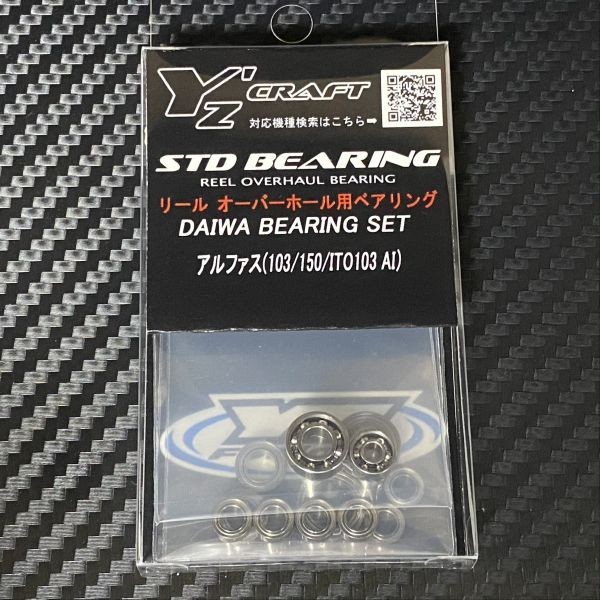 Y'z CRAFT
対応機種検索はこちら➡
STD BEARING
REEL OVERHAUL BEARING
リール オーバーホール用ベアリング
DAIWA BEARING SET
アルファス(103/150/ITO103 AI)